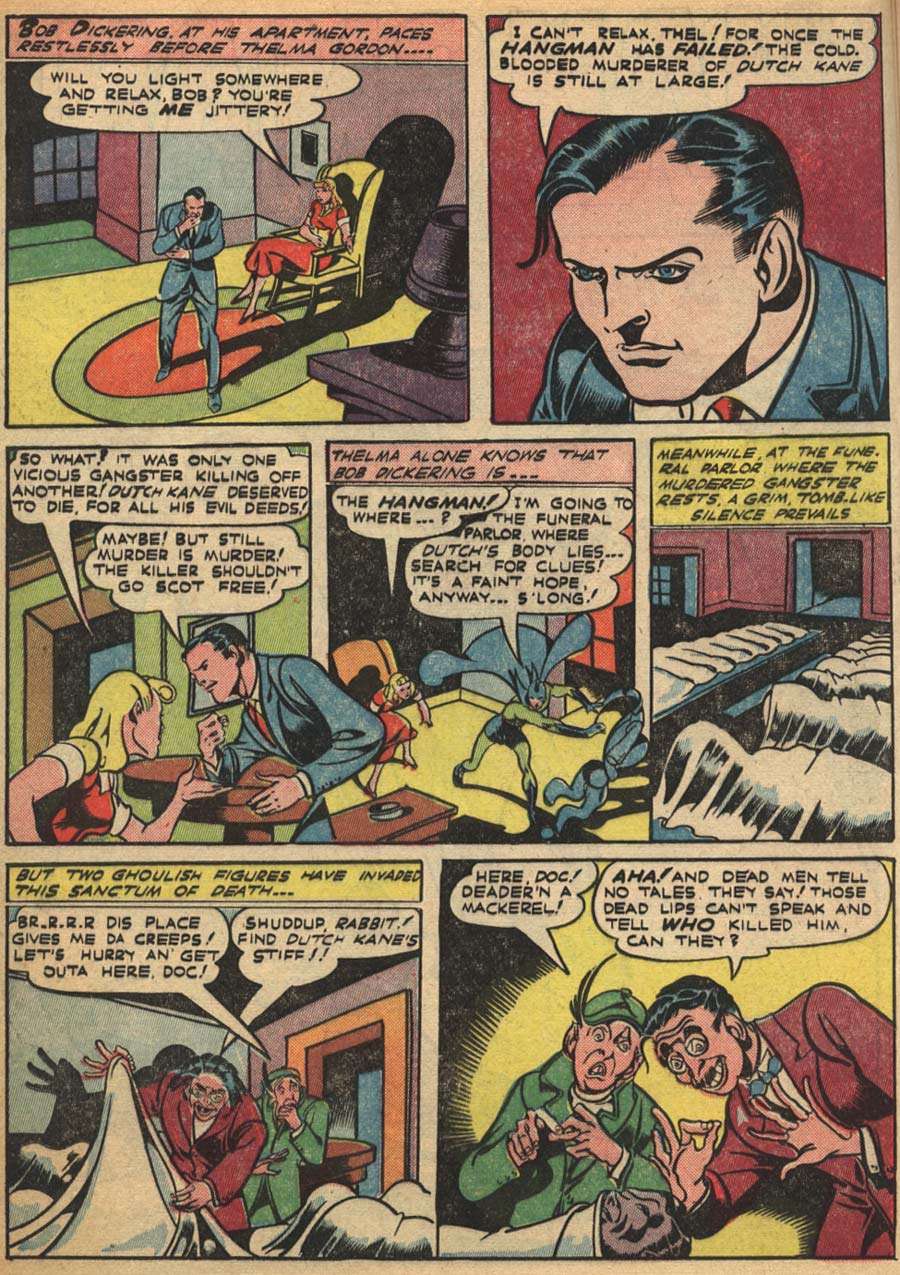 BOB DICKERING, AT HIS APARTMENT, PACES
RESTLESSLY BEFORE THELMA GORDON....
WILL YOU LIGHT SOMEWHERE
AND RELAX, BOB? YOU'RE
GETTING ME JITTERY!
I CAN'T RELAX, THEL! FOR ONCE THE
HANGMAN HAS FAILED! THE COLD.
BLOODED MURDERER OF DUTCH KANE
IS STILL AT LARGE!
SO WHAT! IT WAS ONLY ONE
VICIOUS GANGSTER KILLING OFF
ANOTHER! DUTCH KANE DESERVED
TO DIE, FOR ALL HIS EVIL DEEDS!
MAYBE! BUT STILL
MURDER IS MURDER!
THE KILLER SHOULDN'T
GO SCOT FREE!
THELMA ALONE KNOWS THAT
BOB DICKERING IS...
THE HANGMAN!
WHERE...?
I'M GOING TO
THE FUNERAL
PARLOR, WHERE
DUTCH'S BODY LIES...
SEARCH FOR CLUES!
IT'S A FAINT HOPE,
ANYWAY... S'LONG!
MEANWHILE, AT THE FUNE-
RAL PARLOR WHERE THE
MURDERED GANGSTER
RESTS, A GRIM, TOMB-LIKE
SILENCE PREVAILS
BUT TWO GHOULISH FIGURES HAVE INVADED
THIS SANCTUM OF DEATH...
BR-R-R-R DIS PLACE
GIVES ME DA CREEPS!
LET'S HURRY AN' GET
OUTA HERE, DOC!
SHUDDUP, RABBIT!
FIND DUTCH KANE'S
STIFF!!
HERE, DOC!
DEADER'N A
MACKEREL!
AHA! AND DEAD MEN TELL
NO TALES, THEY SAY! THOSE
DEAD LIPS CAN'T SPEAK AND
TELL WHO KILLED HIM,
CAN THEY?